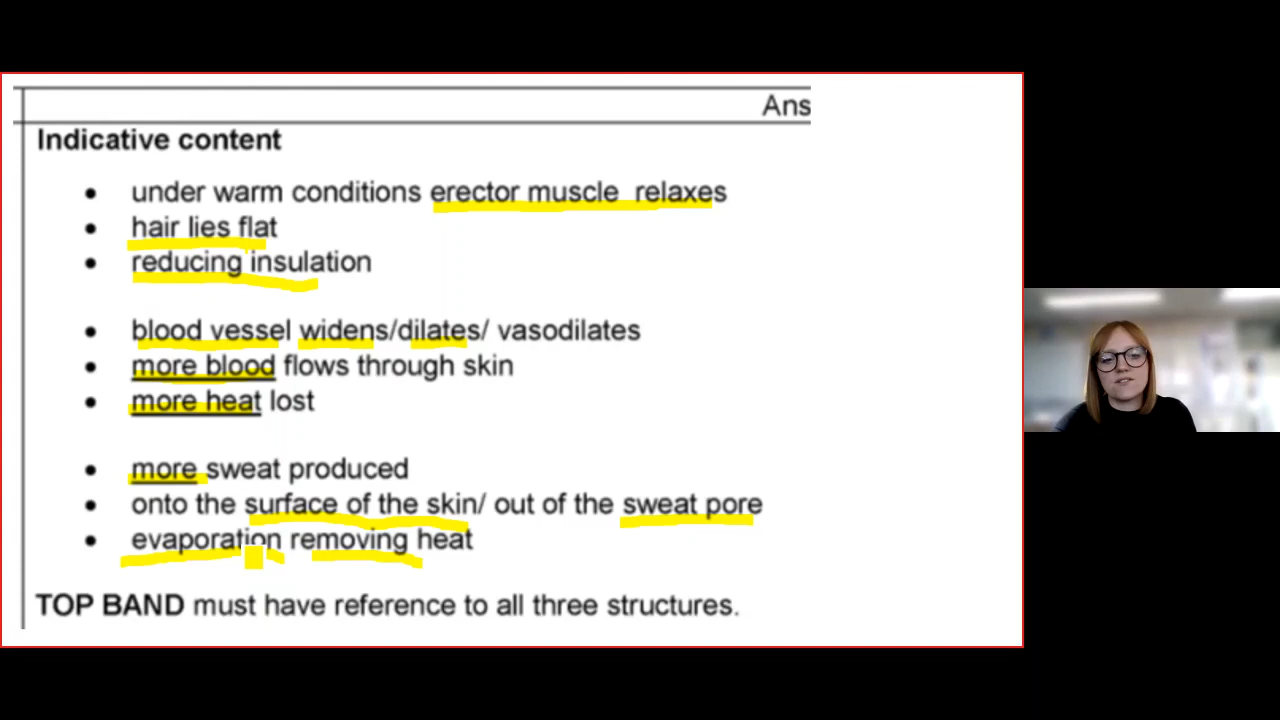 Ans
Indicative content
• under warm conditions erector muscle relaxes
• hair lies flat
• reducing insulation
• blood vessel widens/dilates/ vasodilates
• more blood flows through skin
• more heat lost
• more sweat produced
• onto the surface of the skin/ out of the sweat pore
• evaporation removing heat
TOP BAND must have reference to all three structures.